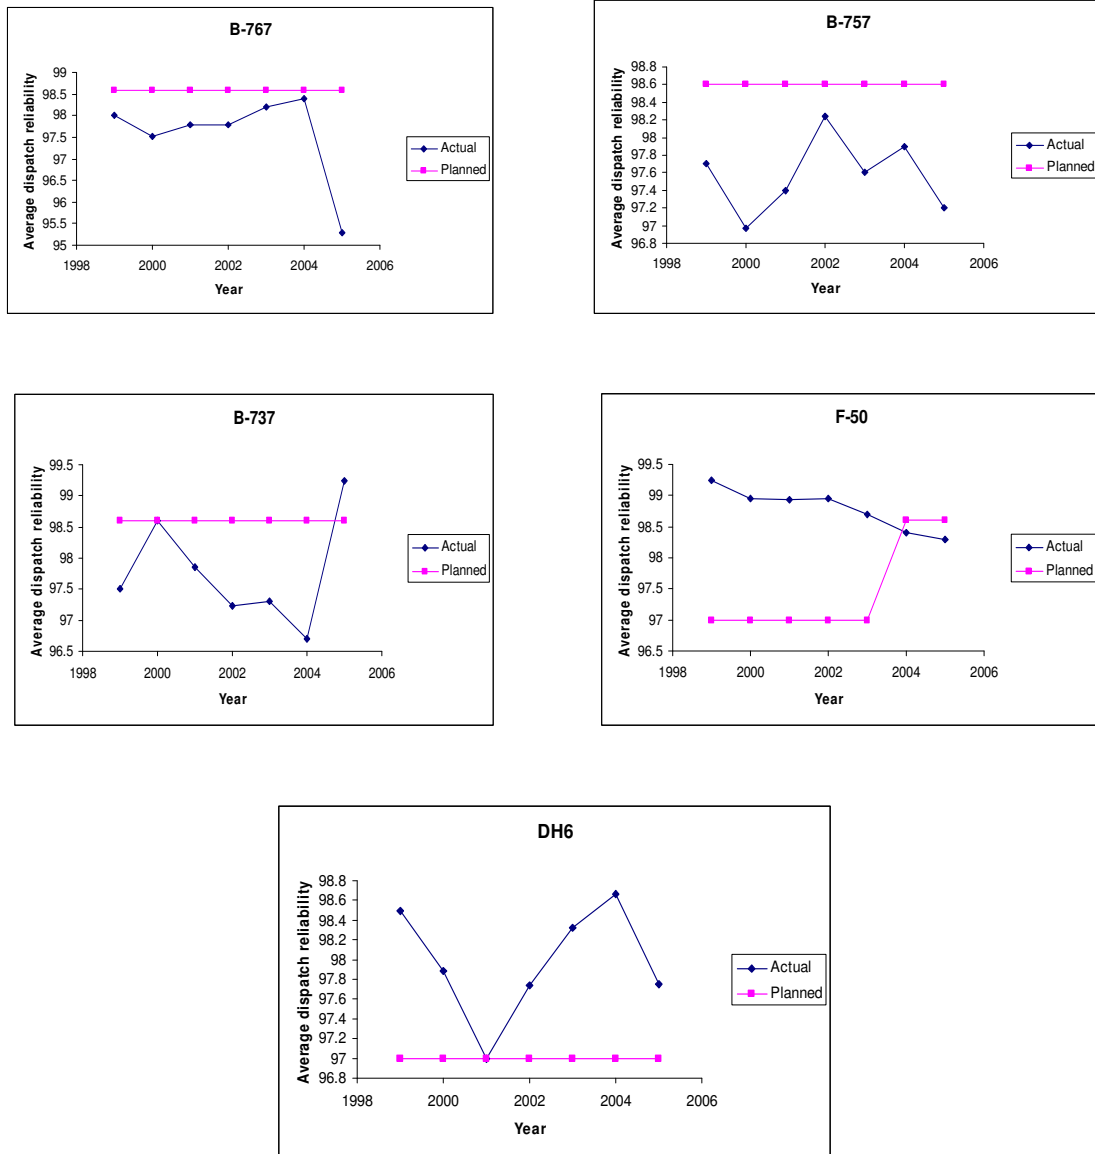 B-767
Average dispatch reliability
99
98.5
98
97.5
97
96.5
96
95.5
95
1998 2000 2002 2004 2006
Year
Actual
Planned
B-757
Average dispatch reliability
98.8
98.6
98.4
98.2
98
97.8
97.6
97.4
97.2
97
96.8
1998 2000 2002 2004 2006
Year
Actual
Planned
B-737
Average dispatch reliability
99.5
99
98.5
98
97.5
97
96.5
1998 2000 2002 2004 2006
Year
Actual
Planned
F-50
Average dispatch reliability
99.5
99
98.5
98
97.5
97
96.5
1998 2000 2002 2004 2006
Year
Actual
Planned
DH6
Average dispatch reliability
98.8
98.6
98.4
98.2
98
97.8
97.6
97.4
97.2
97
96.8
1998 2000 2002 2004 2006
Year
Actual
Planned